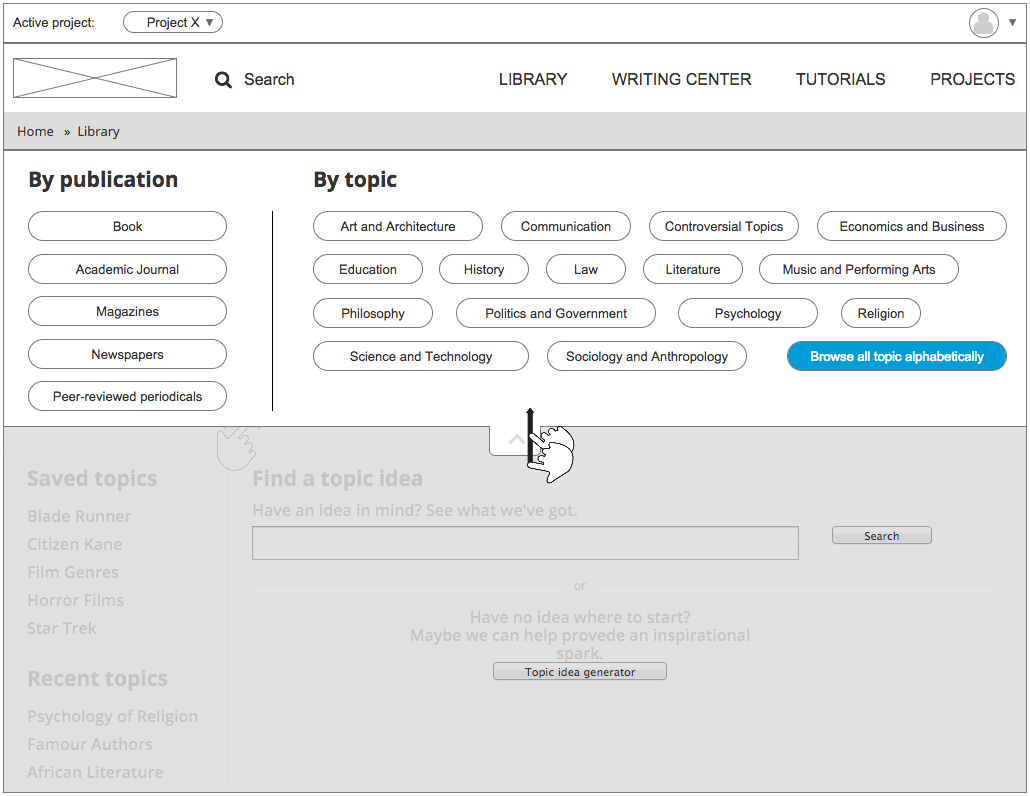 Active project: Project X ▼
Search LIBRARY WRITING CENTER TUTORIALS PROJECTS
Home » Library
By publication
Book
Academic Journal
Magazines
Newspapers
Peer-reviewed periodicals
By topic
Art and Architecture Communication Controversial Topics Economics and Business
Education History Law Literature Music and Performing Arts
Philosophy Politics and Government Psychology Religion
Science and Technology Sociology and Anthropology Browse all topic alphabetically
Saved topics
Blade Runner
Citizen Kane
Film Genres
Horror Films
Star Trek
Recent topics
Psychology of Religion
Famour Authors
African Literature
Find a topic idea
Have an idea in mind? See what we've got.
Search
or
Have no idea where to start?
Maybe we can help provede an inspirational
spark.
Topic idea generator